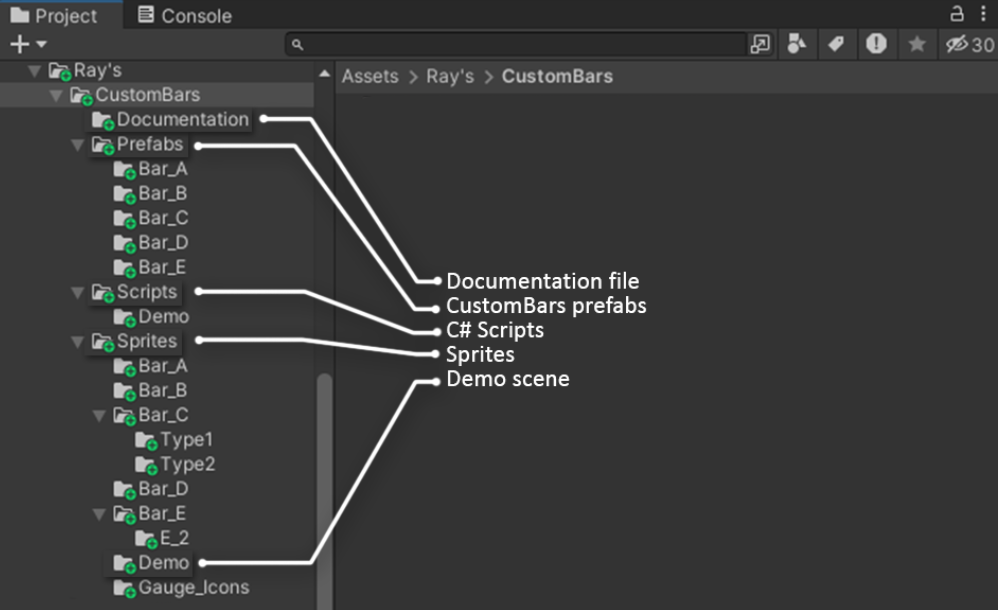 Project
Console
30
Assets > Ray's > CustomBars
Ray's
CustomBars
Documentation
Prefabs
Bar_A
Bar_B
Bar_C
Bar_D
Bar_E
Scripts
Demo
Sprites
Bar_A
Bar_B
Bar_C
Type1
Type2
Bar_D
Bar_E
E_2
Demo
Gauge_Icons
Documentation file
CustomBars prefabs
C# Scripts
Sprites
Demo scene